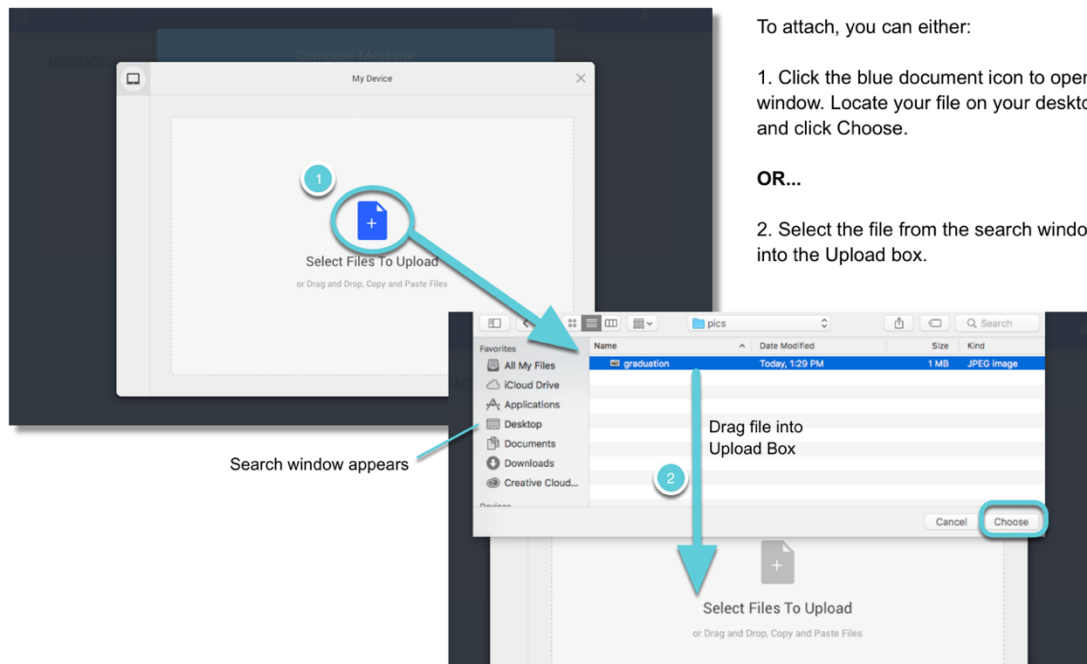 Compose Message
MESSAGES
My Device
1
+
Select Files To Upload
or Drag and Drop, Copy and Paste Files
To attach, you can either:
1. Click the blue document icon to open
window. Locate your file on your deskto
and click Choose.
OR...
2. Select the file from the search windo
into the Upload box.
pics
Search
Favorites
Name
Date Modified
Size
Kind
All My Files
graduation
Today, 1:29 PM
1 MB
JPEG image
iCloud Drive
Applications
Desktop
Documents
Downloads
Creative Cloud...
Devices
Search window appears
Drag file into
Upload Box
2
Cancel
Choose
+
Select Files To Upload
or Drag and Drop, Copy and Paste Files